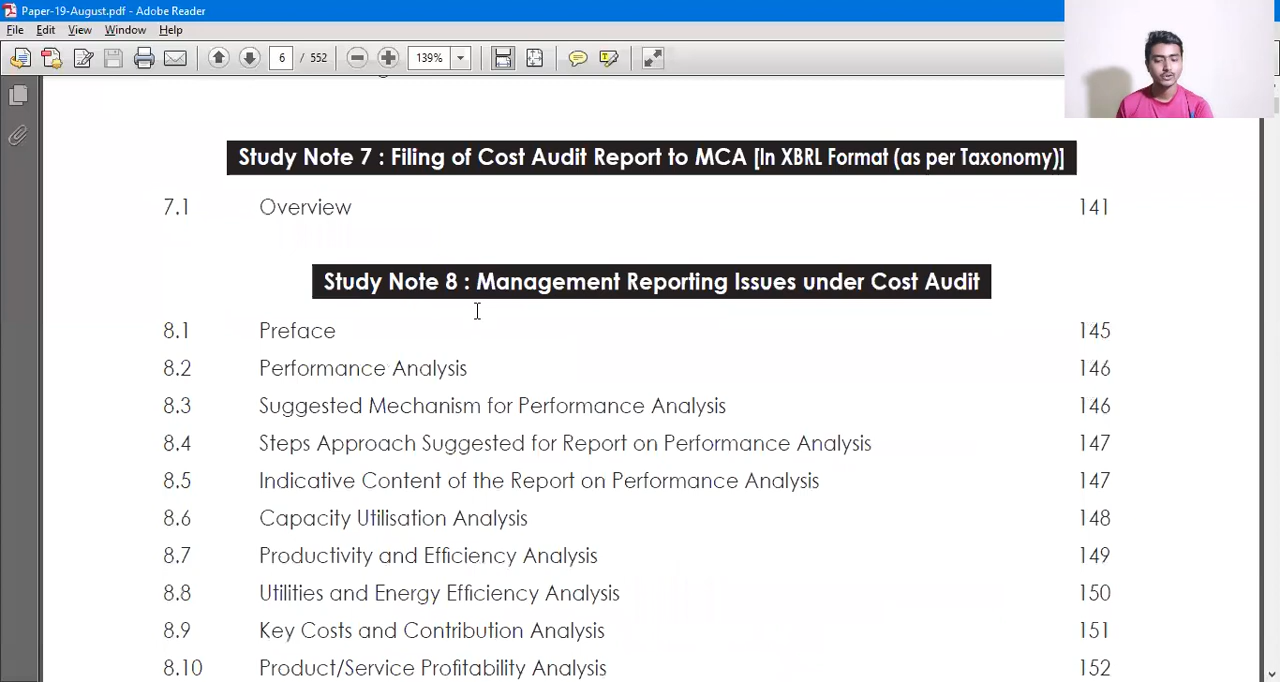 Paper-19-August.pdf - Adobe Reader
File Edit View Window Help
6 / 552 139%
Study Note 7 : Filing of Cost Audit Report to MCA [In XBRL Format (as per Taxonomy)]
7.1 Overview 141
Study Note 8 : Management Reporting Issues under Cost Audit
8.1 Preface 145
8.2 Performance Analysis 146
8.3 Suggested Mechanism for Performance Analysis 146
8.4 Steps Approach Suggested for Report on Performance Analysis 147
8.5 Indicative Content of the Report on Performance Analysis 147
8.6 Capacity Utilisation Analysis 148
8.7 Productivity and Efficiency Analysis 149
8.8 Utilities and Energy Efficiency Analysis 150
8.9 Key Costs and Contribution Analysis 151
8.10 Product/Service Profitability Analysis 152